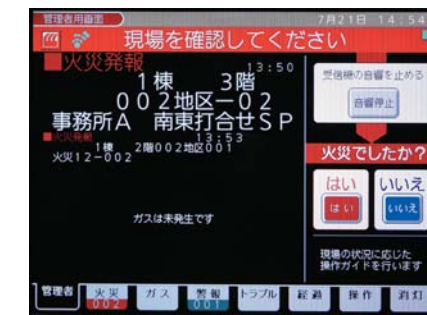 管理者用画面
7月21日 14:54
現場を確認してください
火災発報 13:50
1棟 3階
002地区ー02
事務所A 南東打合せSP
火災発報 13:53
1棟 2階002地区001
火災12-002
ガスは未発生です
受信機の音響を止める
音響停止
火災でしたか?
はい いいえ
はい いいえ
現場の状況に応じた
操作ガイドを行います
管理者 火災 ガス 警報 トラブル 経過 操作 消灯
002 001